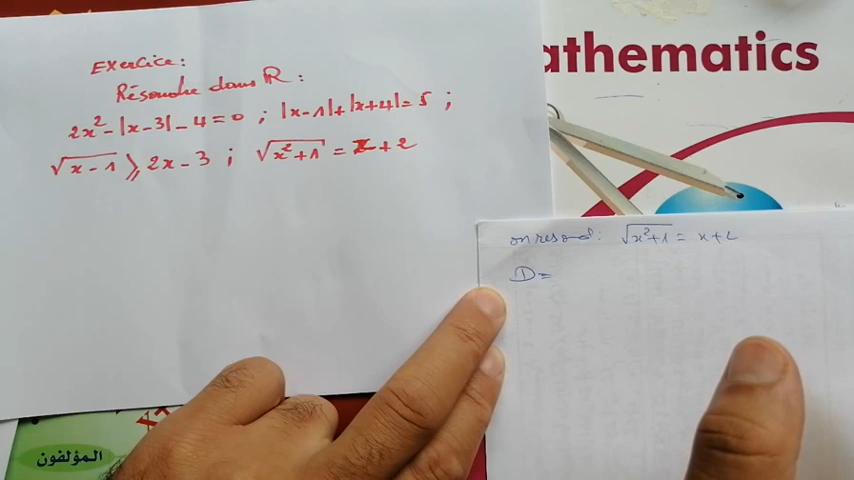 Exercice:
Résoudre dans ℝ:
2x² - |x-3| - 4 = 0 ; |x-1| + |x+4| = 5 ;
√(x-1) ⩾ 2x - 3 ; √(x²+1) = x + 2
athematics
on resoud: √(x²+1) = x+2
D=
المؤلفون